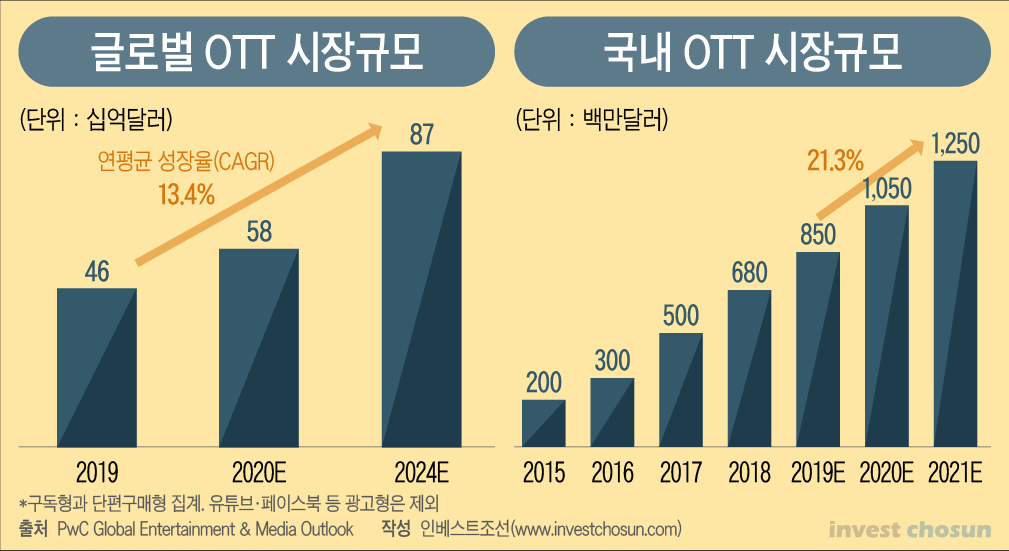 글로벌 OTT 시장규모
(단위 : 십억달러)
연평균 성장율(CAGR)
13.4%
46
58
87
2019
2020E
2024E
국내 OTT 시장규모
(단위 : 백만달러)
21.3%
200
300
500
680
850
1,050
1,250
2015
2016
2017
2018
2019E
2020E
2021E
*구독형과 단편구매형 집계. 유튜브·페이스북 등 광고형은 제외
출처 PwC Global Entertainment & Media Outlook 작성 인베스트조선(www.investchosun.com)
invest chosun